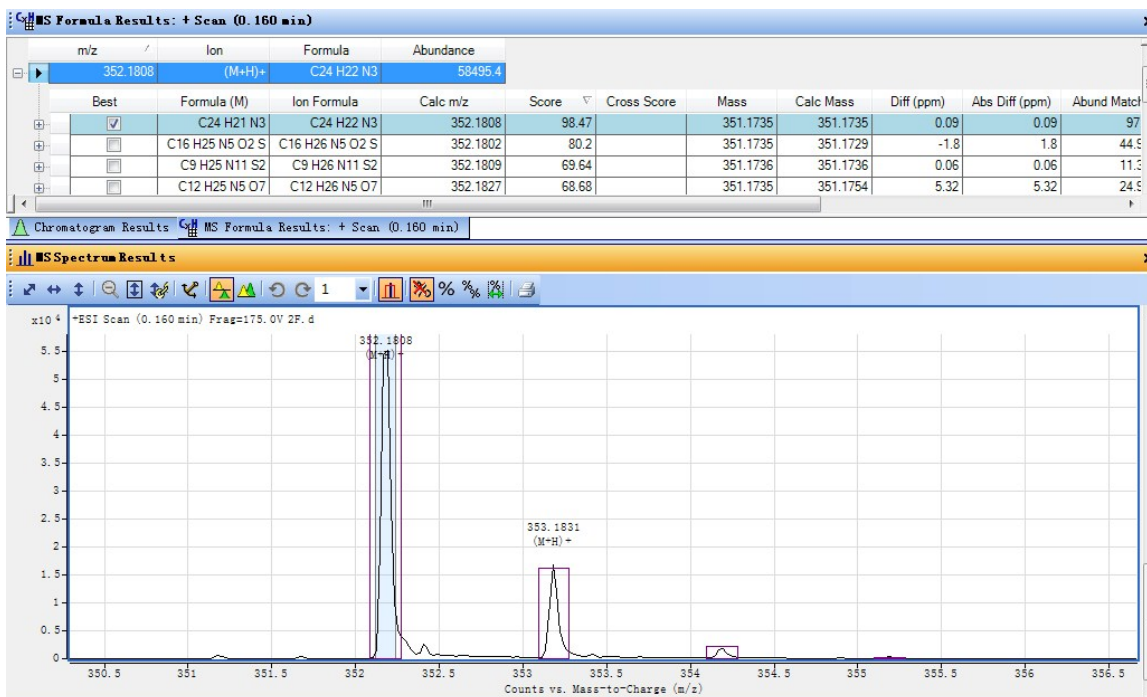 MS Formula Results: + Scan (0.160 min)
m/z Ion Formula Abundance
352.1808 (M+H)+ C24 H22 N3 58495.4
Best Formula (M) Ion Formula Calc m/z Score Cross Score Mass Calc Mass Diff (ppm) Abs Diff (ppm) Abund Match
C24 H21 N3 C24 H22 N3 352.1808 98.47 351.1735 351.1735 0.09 0.09 97
C16 H25 N5 O2 S C16 H26 N5 O2 S 352.1802 80.2 351.1735 351.1729 -1.8 1.8 44.9
C9 H25 N11 S2 C9 H26 N11 S2 352.1809 69.64 351.1736 351.1736 0.06 0.06 11.3
C12 H25 N5 O7 C12 H26 N5 O7 352.1827 68.68 351.1735 351.1754 5.32 5.32 24.9
Chromatogram Results MS Formula Results: + Scan (0.160 min)
MS Spectrum Results
1 % %
x10 4 +ESI Scan (0.160 min) Frag=175.0V 2F.d
352.1808
(M+H)+
5.5
5
4.5
4
3.5
3
2.5
353.1831
(M+H)+
2
1.5
1
0.5
0
350.5 351 351.5 352 352.5 353 353.5 354 354.5 355 355.5 356 356.5
Counts vs. Mass-to-Charge (m/z)